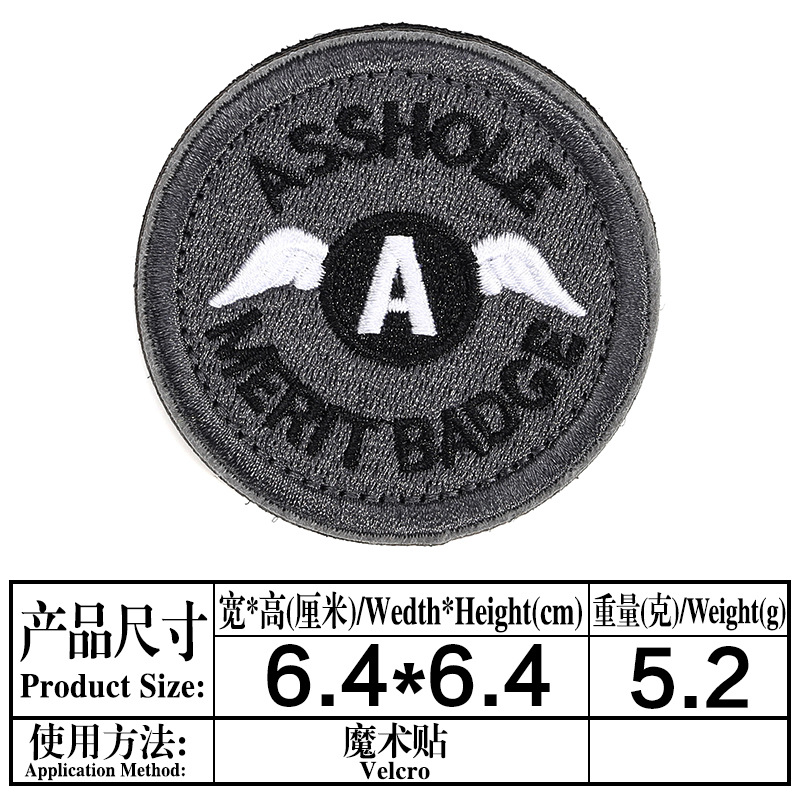 ASSHOLE
A
MERIT BADGE
产品尺寸
Product Size:
宽*高(厘米)/Wedth*Height(cm)
重量(克)/Weight(g)
6.4*6.4
5.2
使用方法:
Application Method:
魔术贴
Velcro